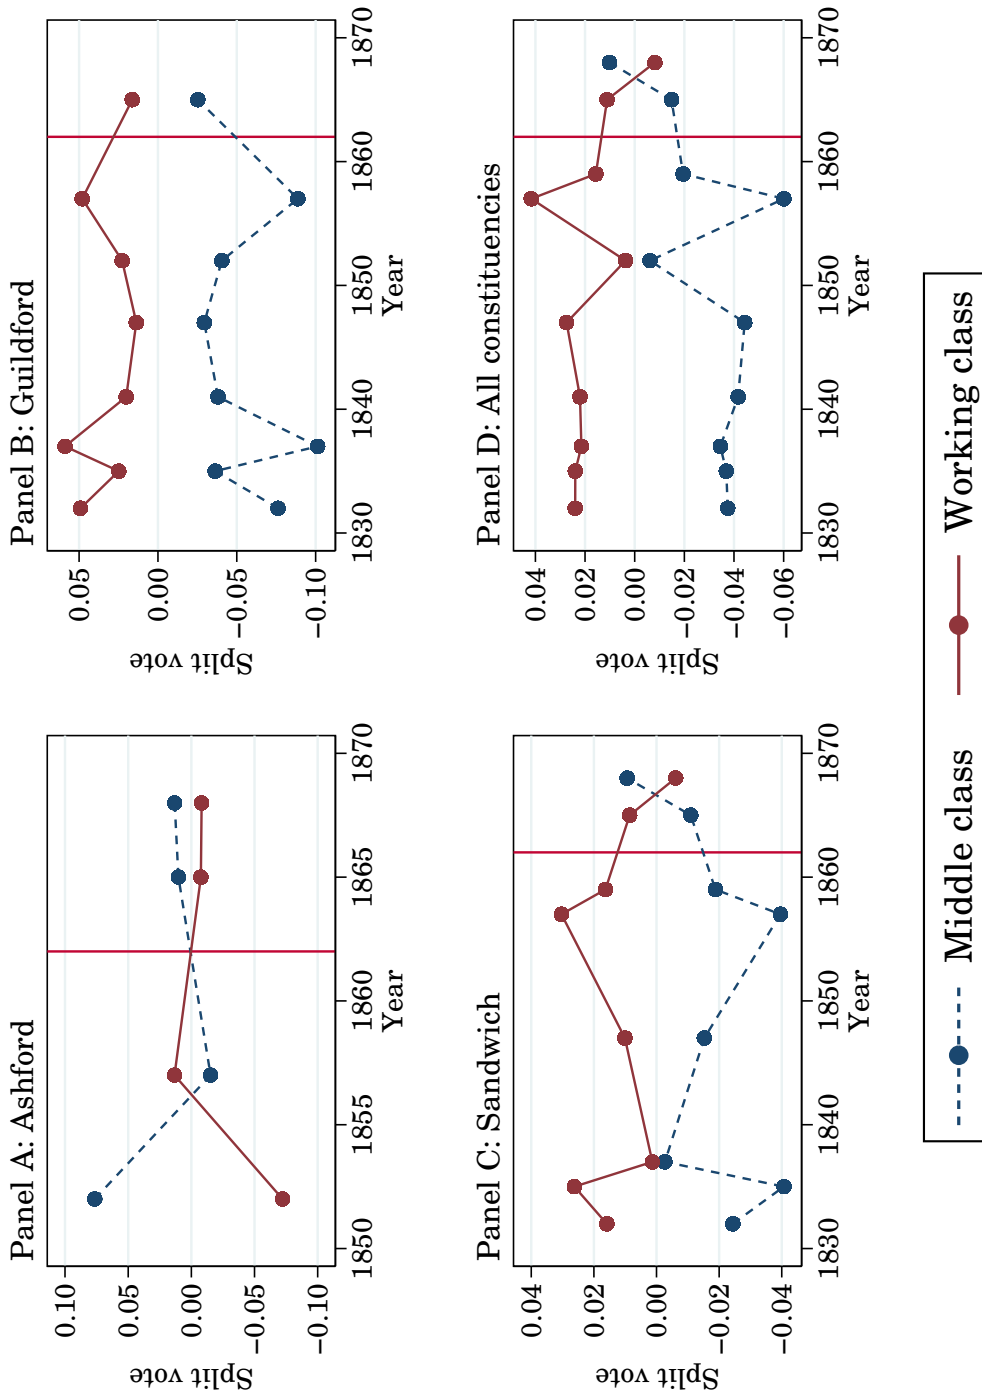 Panel A: Ashford
0.10
0.05
0.00
−0.05
−0.10
Split vote
1850
1855
1860
1865
1870
Year
Panel B: Guildford
0.05
0.00
−0.05
−0.10
Split vote
1830
1840
1850
1860
1870
Year
Panel C: Sandwich
0.04
0.02
0.00
−0.02
−0.04
Split vote
1830
1840
1850
1860
1870
Year
Panel D: All constituencies
0.04
0.02
0.00
−0.02
−0.04
−0.06
Split vote
1830
1840
1850
1860
1870
Year
Middle class
Working class